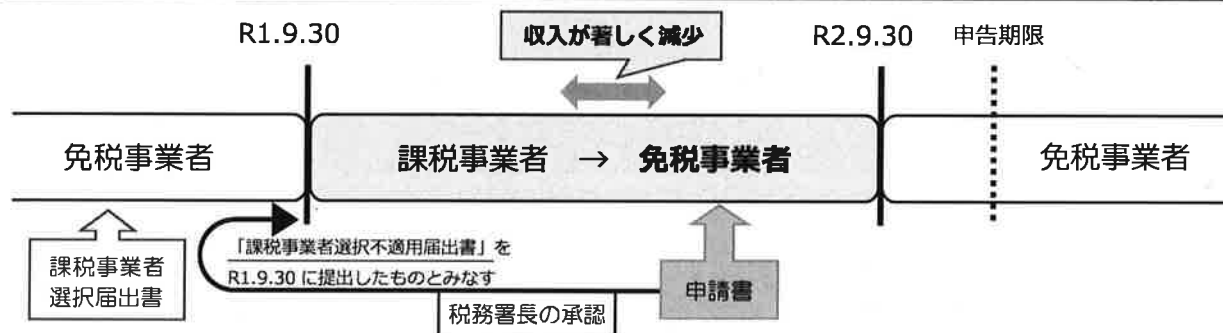 R1.9.30
収入が著しく減少
R2.9.30
申告期限
免税事業者
課税事業者 → 免税事業者
免税事業者
課税事業者
選択届出書
「課税事業者選択不適用届出書」を
R1.9.30 に提出したものとみなす
税務署長の承認
申請書